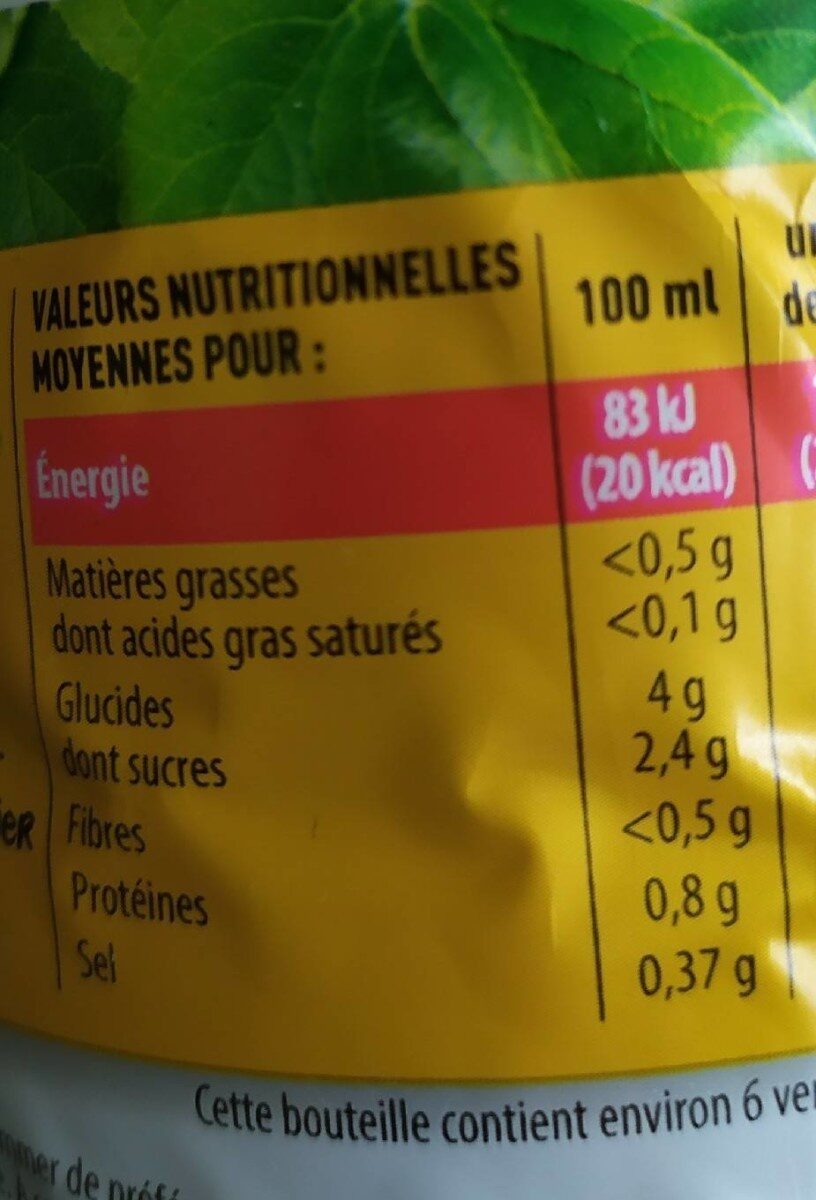 VALEURS NUTRITIONNELLES
MOYENNES POUR :
100 ml
Énergie
83 kJ
(20 kcal)
Matières grasses <0,5 g
dont acides gras saturés <0,1 g
Glucides 4 g
dont sucres 2,4 g
Fibres <0,5 g
Protéines 0,8 g
Sel 0,37 g
Cette bouteille contient environ 6
de